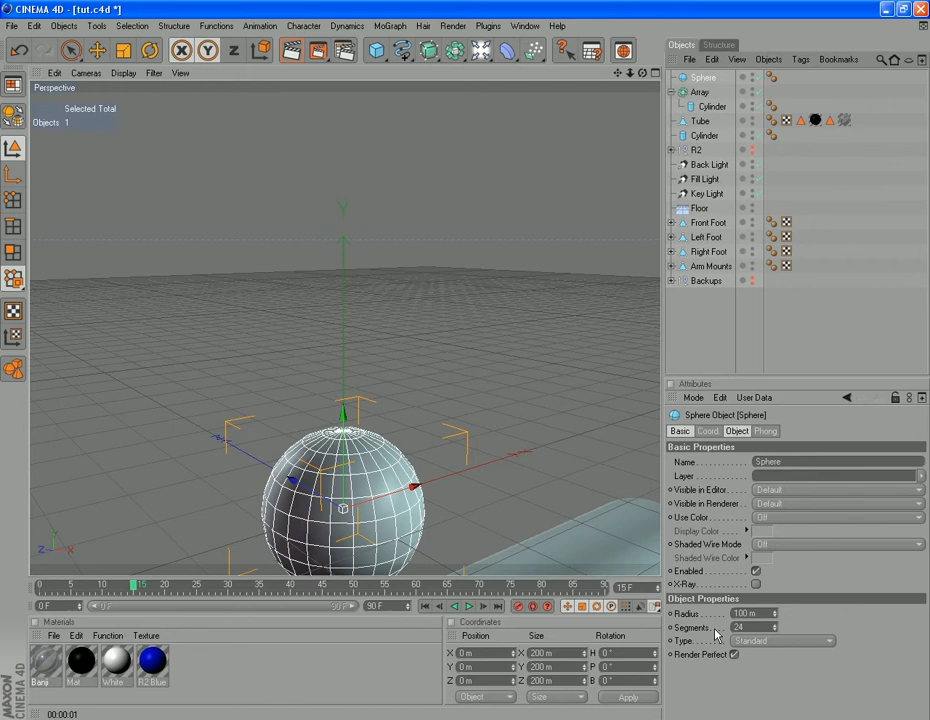 CINEMA 4D - [tut.c4d *]
File Edit Objects Tools Selection Structure Functions Animation Character Dynamics MoGraph Hair Render Plugins Window Help
Edit Cameras Display Filter View
Perspective
Selected Total
Objects 1
Y
Y
Z X
Objects Structure
File Edit View Objects Tags Bookmarks
Sphere
Array
Cylinder
Tube
Cylinder
R2
Back Light
Fill Light
Key Light
Floor
Front Foot
Left Foot
Right Foot
Arm Mounts
Backups
Attributes
Mode Edit User Data
Sphere Object [Sphere]
Basic Coord. Object Phong
Basic Properties
Name Sphere
Layer
Visible in Editor Default
Visible in Renderer Default
Use Color Off
Display Color
Shaded Wire Mode Off
Shaded Wire Color
Enabled
X-Ray
Object Properties
Radius 100 m
Segments 24
Type Standard
Render Perfect
0 5 10 15 20 25 30 35 40 45 50 55 60 65 70 75 80 85 90 15 F
0 F 0 F 90 F 90 F
Materials
File Edit Function Texture
Banji Mat White R2 Blue
Coordinates
Position Size Rotation
X 0 m X 200 m H 0 °
Y 0 m Y 200 m P 0 °
Z 0 m Z 200 m B 0 °
Object Size Apply
MAXON CINEMA 4D
00:00:01